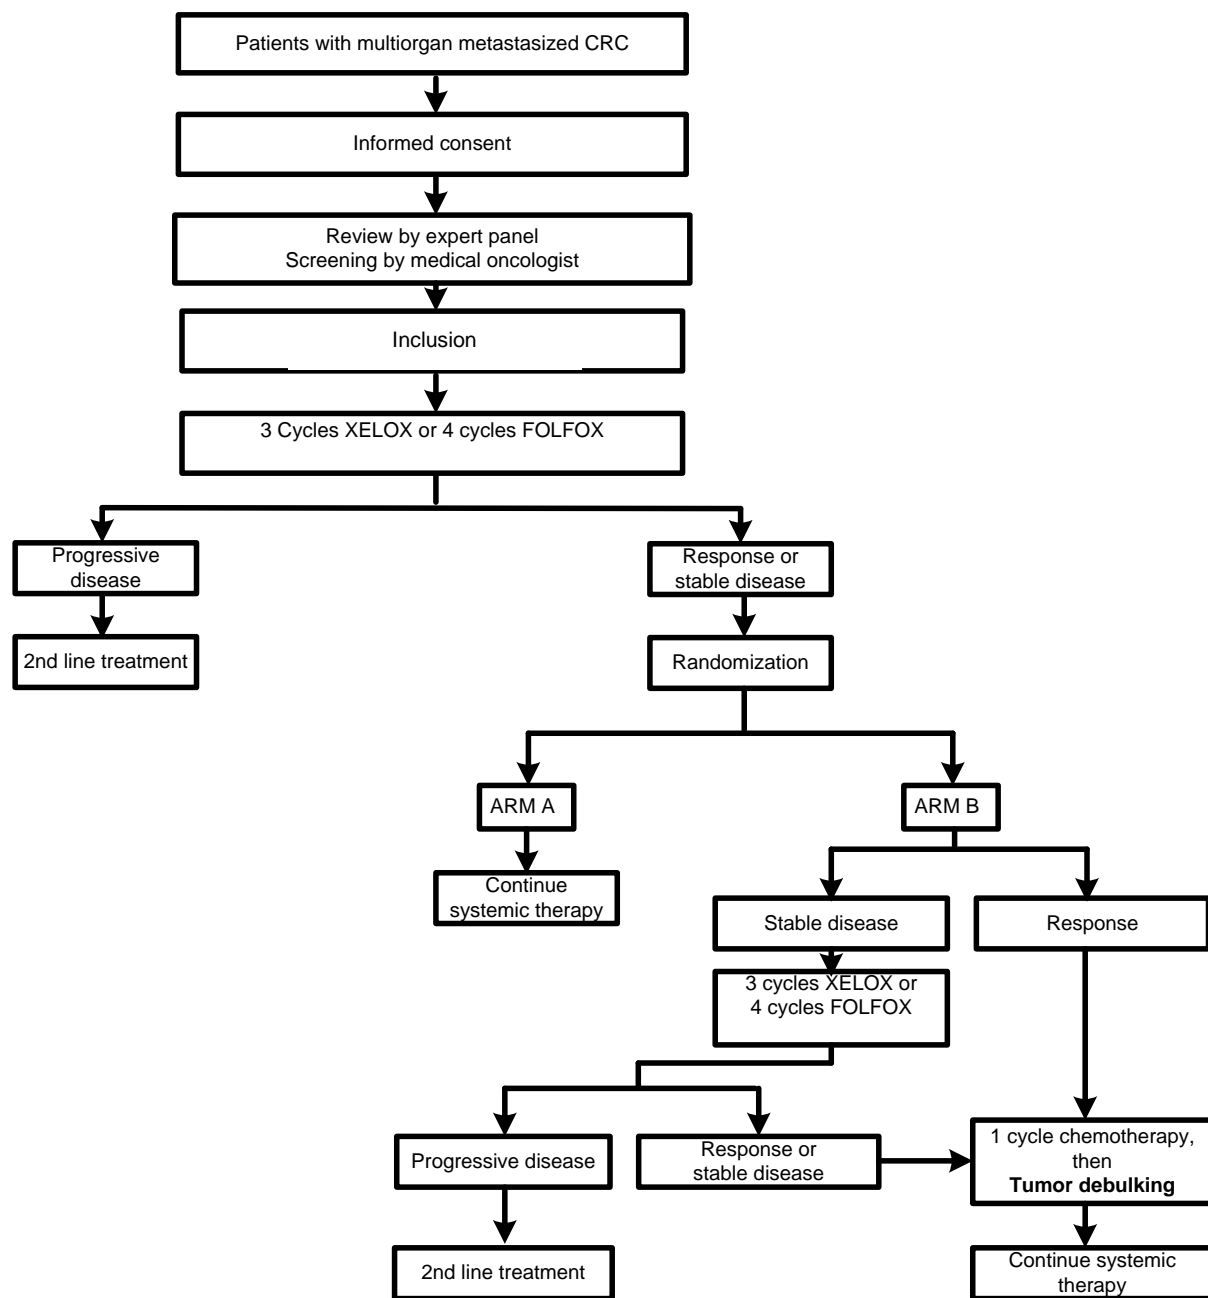 Patients with multiorgan metastasized CRC
Informed consent
Review by expert panel
Screening by medical oncologist
Inclusion
3 Cycles XELOX or 4 cycles FOLFOX
Progressive
disease
Response or
stable disease
2nd line treatment
Randomization
ARM A
ARM B
Continue
systemic therapy
Stable disease
Response
3 cycles XELOX or
4 cycles FOLFOX
Progressive disease
Response or
stable disease
1 cycle chemotherapy,
then
Tumor debulking
2nd line treatment
Continue systemic
therapy